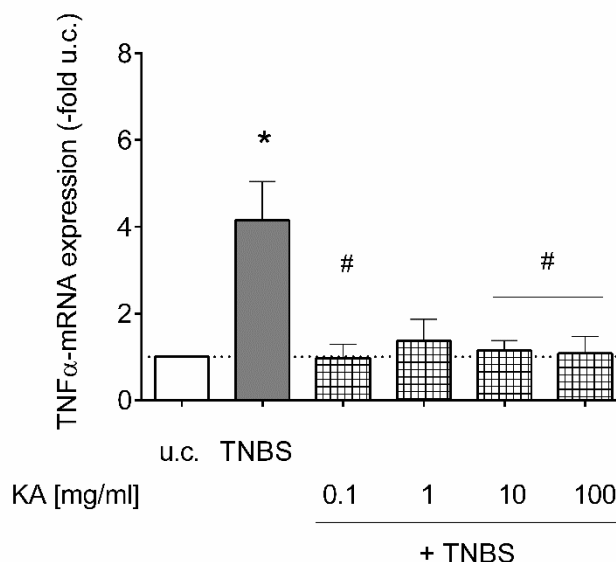 TNFα-mRNA expression (-fold u.c.)
8
6
4
2
0
*
#
#
u.c. TNBS
KA [mg/ml] 0.1 1 10 100
+ TNBS